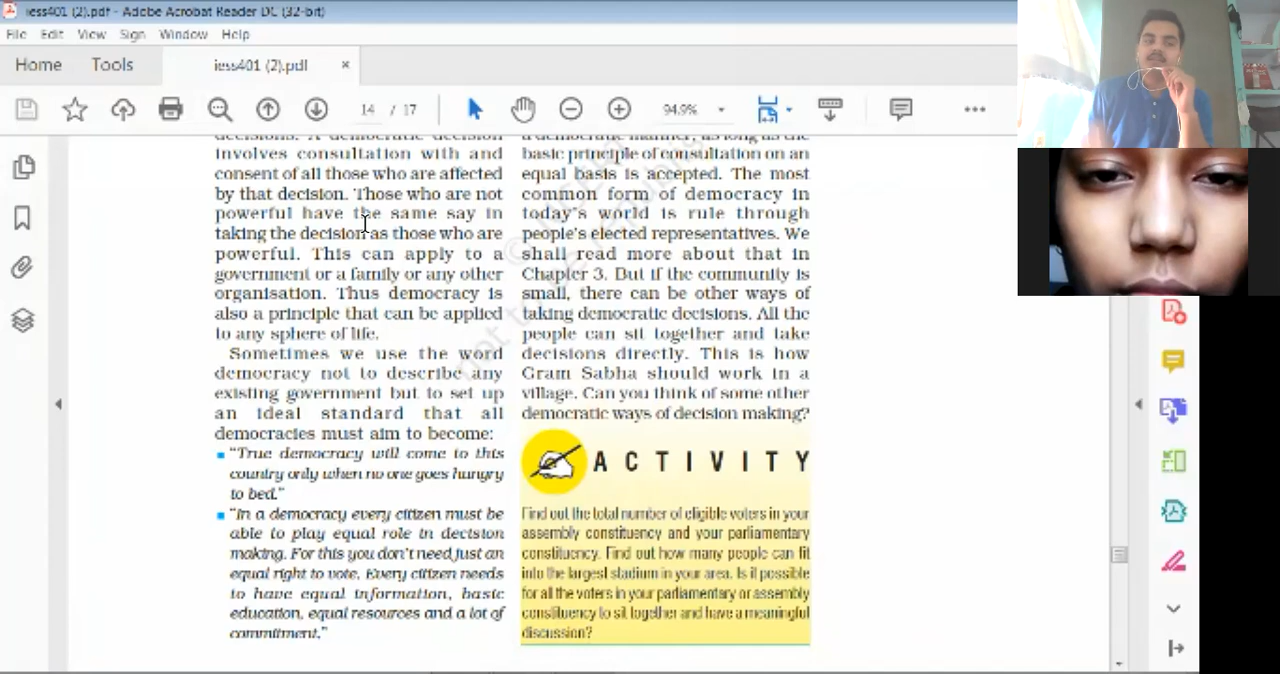 iess401 (2).pdf - Adobe Acrobat Reader DC (32-bit)
File Edit View Sign Window Help
Home Tools iess401 (2).pdf ×
14 / 17 94.9%
decisions. A democratic decision
involves consultation with and
consent of all those who are affected
by that decision. Those who are not
powerful have the same say in
taking the decision as those who are
powerful. This can apply to a
government or a family or any other
organisation. Thus democracy is
also a principle that can be applied
to any sphere of life.
Sometimes we use the word
democracy not to describe any
existing government but to set up
an ideal standard that all
democracies must aim to become:
"True democracy will come to this
country only when no one goes hungry
to bed."
"In a democracy every citizen must be
able to play equal role in decision
making. For this you don't need just an
equal right to vote. Every citizen needs
to have equal information, basic
education, equal resources and a lot of
commitment."
a democratic manner, as long as the
basic principle of consultation on an
equal basis is accepted. The most
common form of democracy in
today's world is rule through
people's elected representatives. We
shall read more about that in
Chapter 3. But if the community is
small, there can be other ways of
taking democratic decisions. All the
people can sit together and take
decisions directly. This is how
Gram Sabha should work in a
village. Can you think of some other
democratic ways of decision making?
ACTIVITY
Find out the total number of eligible voters in your
assembly constituency and your parliamentary
constituency. Find out how many people can fit
into the largest stadium in your area. Is it possible
for all the voters in your parliamentary or assembly
constituency to sit together and have a meaningful
discussion?